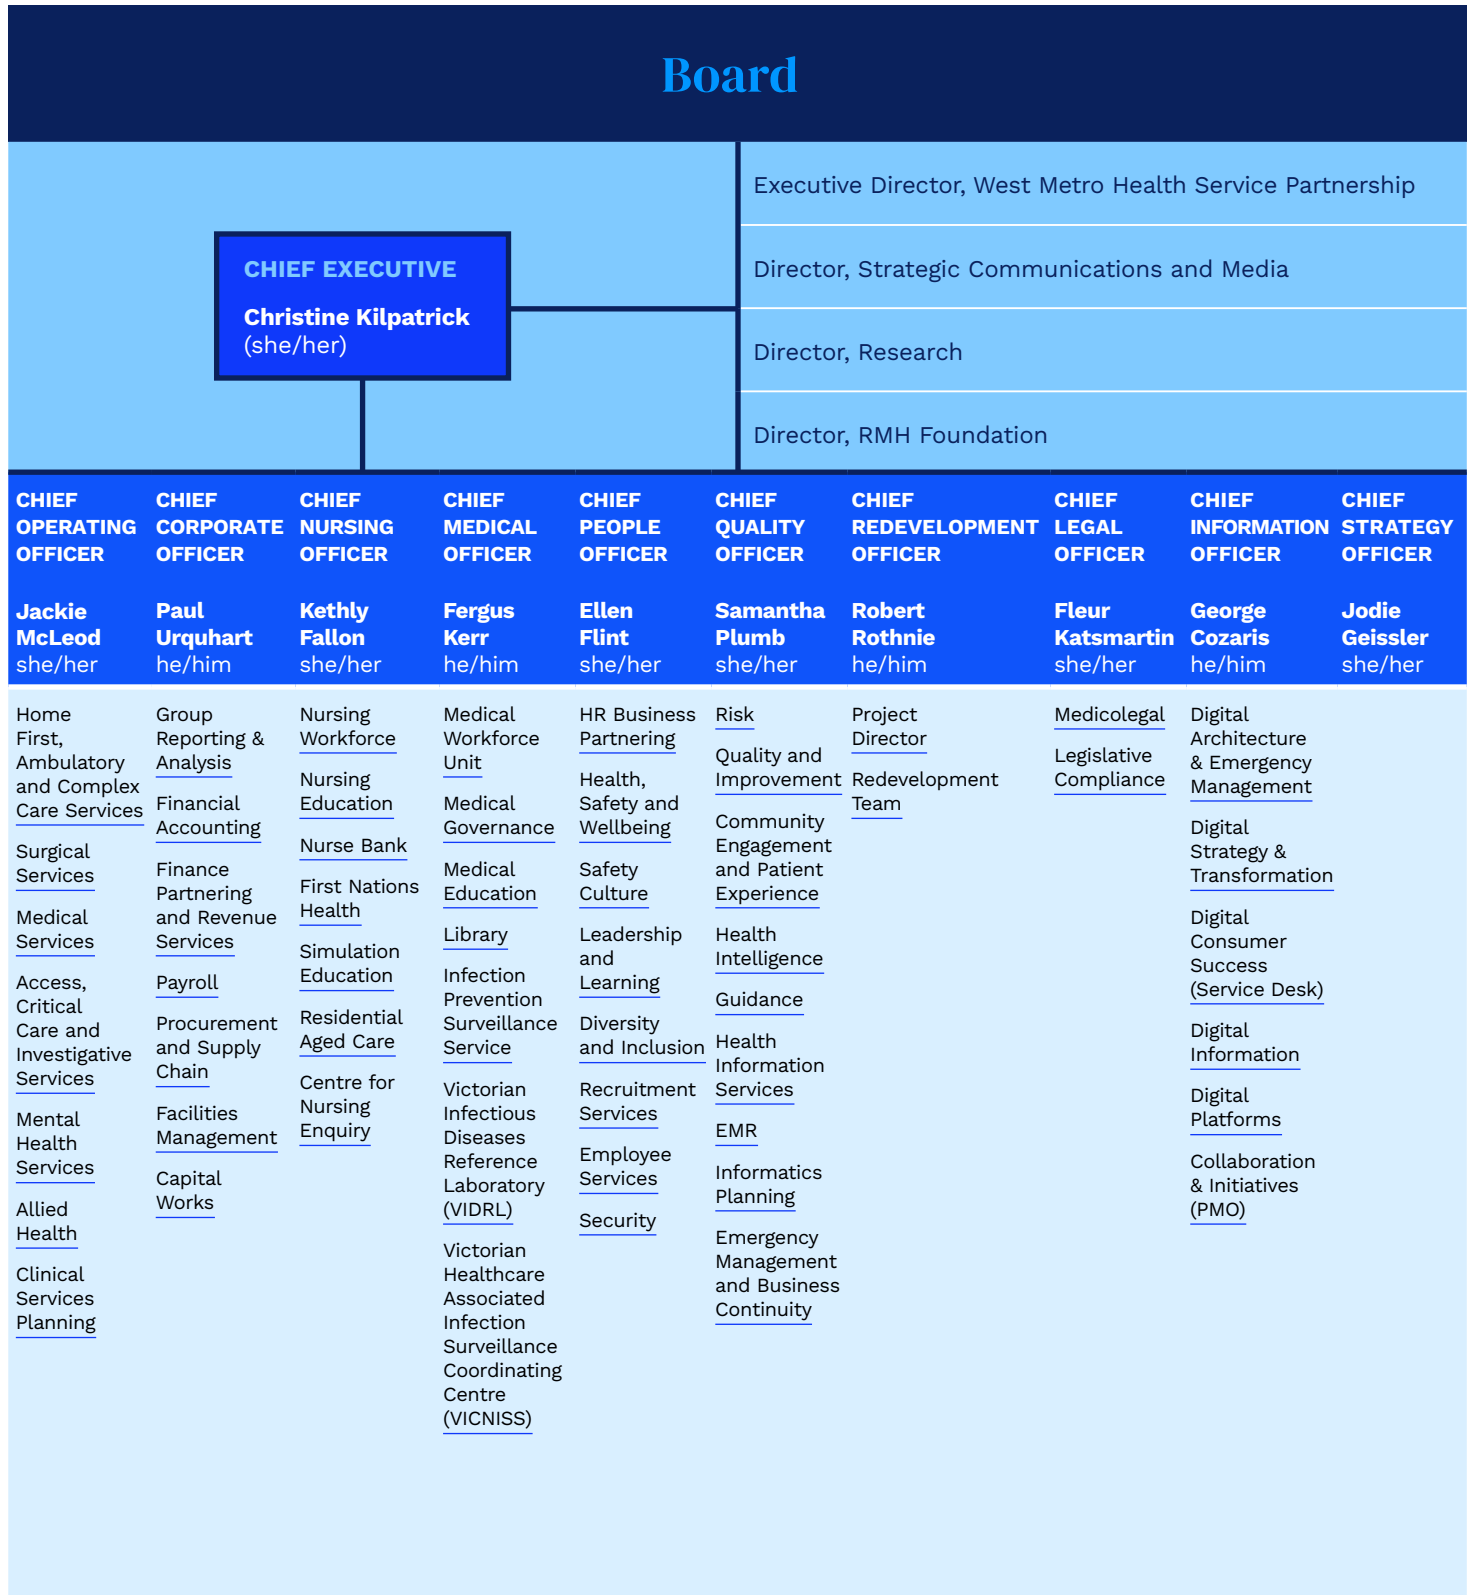 Board
Executive Director, West Metro Health Service Partnership
CHIEF EXECUTIVE
Christine Kilpatrick
(she/her)
Director, Strategic Communications and Media
Director, Research
Director, RMH Foundation
CHIEF
OPERATING
OFFICER
Jackie
McLeod
she/her
Home
First,
Ambulatory
and Complex
Care Services
Surgical
Services
Medical
Services
Access,
Critical
Care and
Investigative
Services
Mental
Health
Services
Allied
Health
Clinical
Services
Planning
CHIEF
CORPORATE
OFFICER
Paul
Urquhart
he/him
Group
Reporting &
Analysis
Financial
Accounting
Finance
Partnering
and Revenue
Services
Payroll
Procurement
and Supply
Chain
Facilities
Management
Capital
Works
CHIEF
NURSING
OFFICER
Kethly
Fallon
she/her
Nursing
Workforce
Nursing
Education
Nurse Bank
First Nations
Health
Simulation
Education
Residential
Aged Care
Centre for
Nursing
Enquiry
CHIEF
MEDICAL
OFFICER
Fergus
Kerr
he/him
Medical
Workforce
Unit
Medical
Governance
Medical
Education
Library
Infection
Prevention
Surveillance
Service
Victorian
Infectious
Diseases
Reference
Laboratory
(VIDRL)
Victorian
Healthcare
Associated
Infection
Surveillance
Coordinating
Centre
(VICNISS)
CHIEF
PEOPLE
OFFICER
Ellen
Flint
she/her
HR Business
Partnering
Health,
Safety and
Wellbeing
Safety
Culture
Leadership
and
Learning
Diversity
and Inclusion
Recruitment
Services
Employee
Services
Security
CHIEF
QUALITY
OFFICER
Samantha
Plumb
she/her
Risk
Quality and
Improvement
Community
Engagement
and Patient
Experience
Health
Intelligence
Guidance
Health
Information
Services
EMR
Informatics
Planning
Emergency
Management
and Business
Continuity
CHIEF
REDEVELOPMENT
OFFICER
Robert
Rothnie
he/him
Project
Director
Redevelopment
Team
CHIEF
LEGAL
OFFICER
Fleur
Katsmartin
she/her
Medicolegal
Legislative
Compliance
CHIEF
INFORMATION
OFFICER
George
Cozaris
he/him
Digital
Architecture
& Emergency
Management
Digital
Strategy &
Transformation
Digital
Consumer
Success
(Service Desk)
Digital
Information
Digital
Platforms
Collaboration
& Initiatives
(PMO)
CHIEF
STRATEGY
OFFICER
Jodie
Geissler
she/her